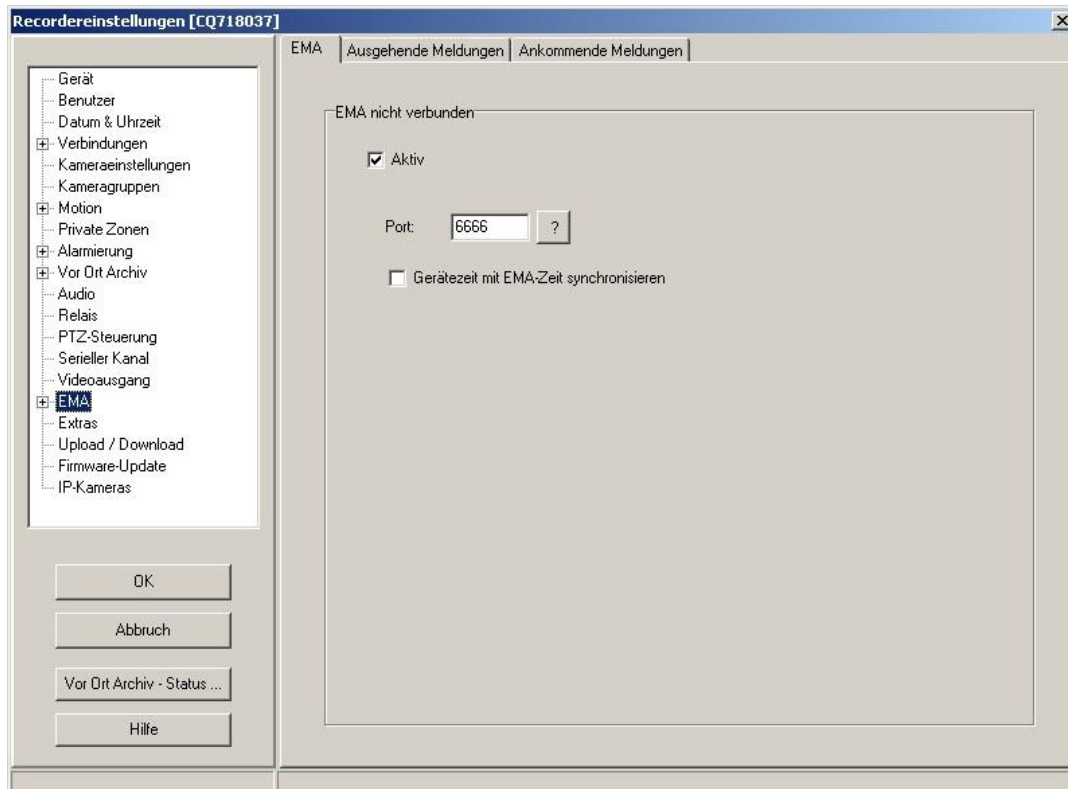 Recordereinstellungen [CQ718037]
EMA
Ausgehende Meldungen
Ankommende Meldungen
Gerät
Benutzer
Datum & Uhrzeit
Verbindungen
Kameraeinstellungen
Kameragruppen
Motion
Private Zonen
Alarmierung
Vor Ort Archiv
Audio
Relais
PTZ-Steuerung
Serieller Kanal
Videoausgang
EMA
Extras
Upload / Download
Firmware-Update
IP-Kameras
OK
Abbruch
Vor Ort Archiv - Status ...
Hilfe
EMA nicht verbunden
Aktiv
Port: 6666 ?
Gerätezeit mit EMA-Zeit synchronisieren